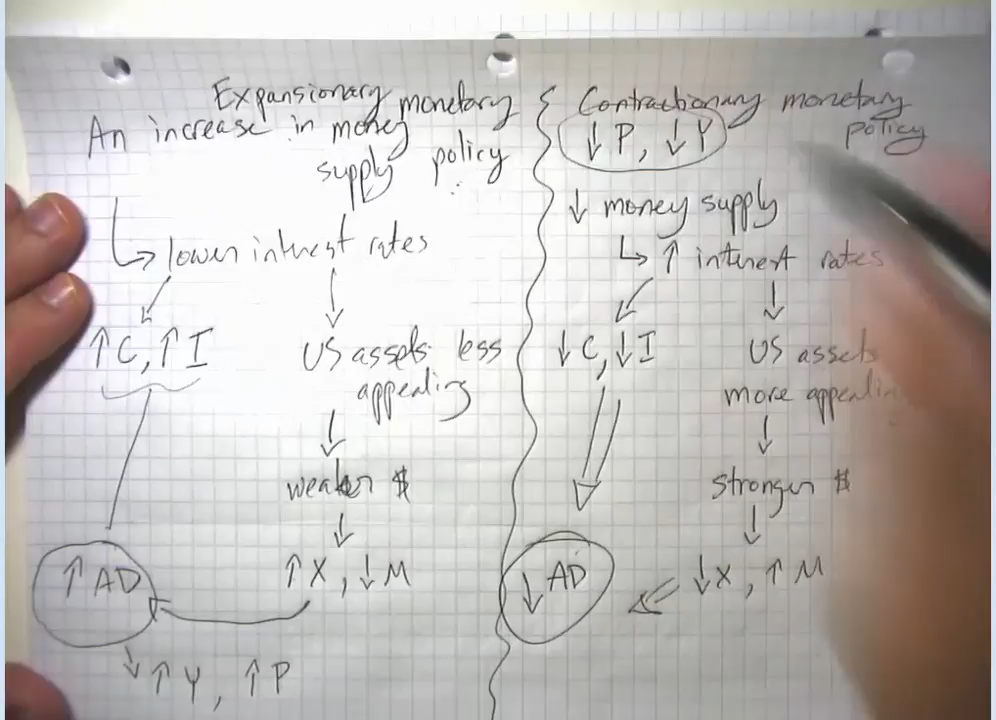 Expansionary monetary
An increase in money
supply policy
↳ lower interest rates
↑ C, ↑ I
US assets less
appealing
weaker $
↑ X, ↓ M
↑ AD
↑ Y, ↑ P
Contractionary monetary
policy
↓ P, ↓ Y
↓ money supply
↳ ↑ interest rates
↓ C, ↓ I
US assets
more appealin
stronger $
↓ X, ↑ M
↓ AD